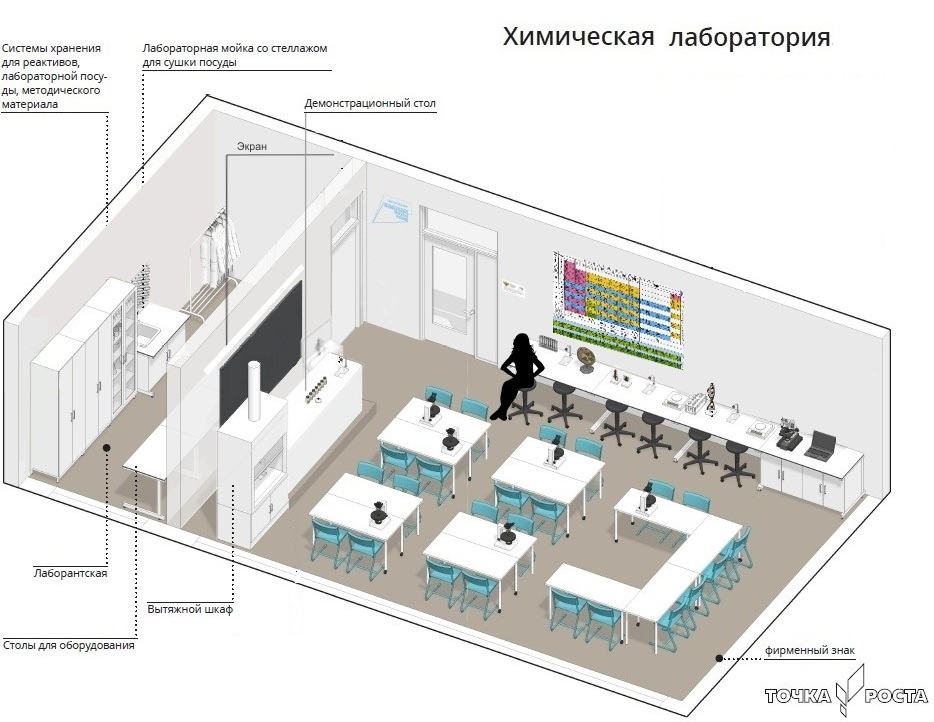 Химическая лаборатория
Системы хранения
для реактивов,
лабораторной посу-
ды, методического
материала
Лабораторная мойка со стеллажом
для сушки посуды
Демонстрационный стол
Экран
Лаборантская
Вытяжной шкаф
Столы для оборудования
фирменный знак
ТОЧКА РОСТА